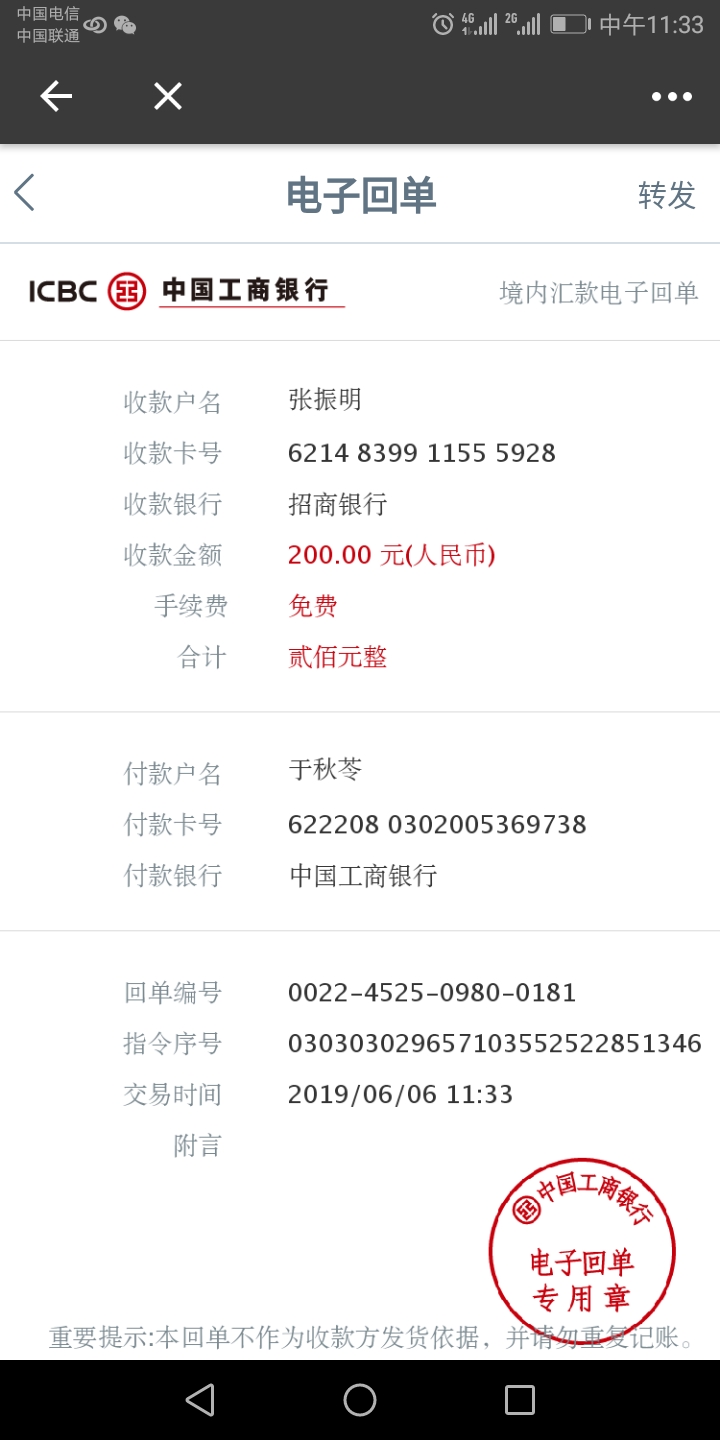 中国电信
中国联通
4G
2G
中午11:33
电子回单
转发
ICBC 中国工商银行
境内汇款电子回单
收款户名 张振明
收款卡号 6214 8399 1155 5928
收款银行 招商银行
收款金额 200.00 元(人民币)
手续费 免费
合计 贰佰元整
付款户名 于秋苓
付款卡号 622208 0302005369738
付款银行 中国工商银行
回单编号 0022-4525-0980-0181
指令序号 030303029657103552522851346
交易时间 2019/06/06 11:33
附言
中国工商银行
电子回单
专用章
重要提示:本回单不作为收款方发货依据，并请勿重复记账。